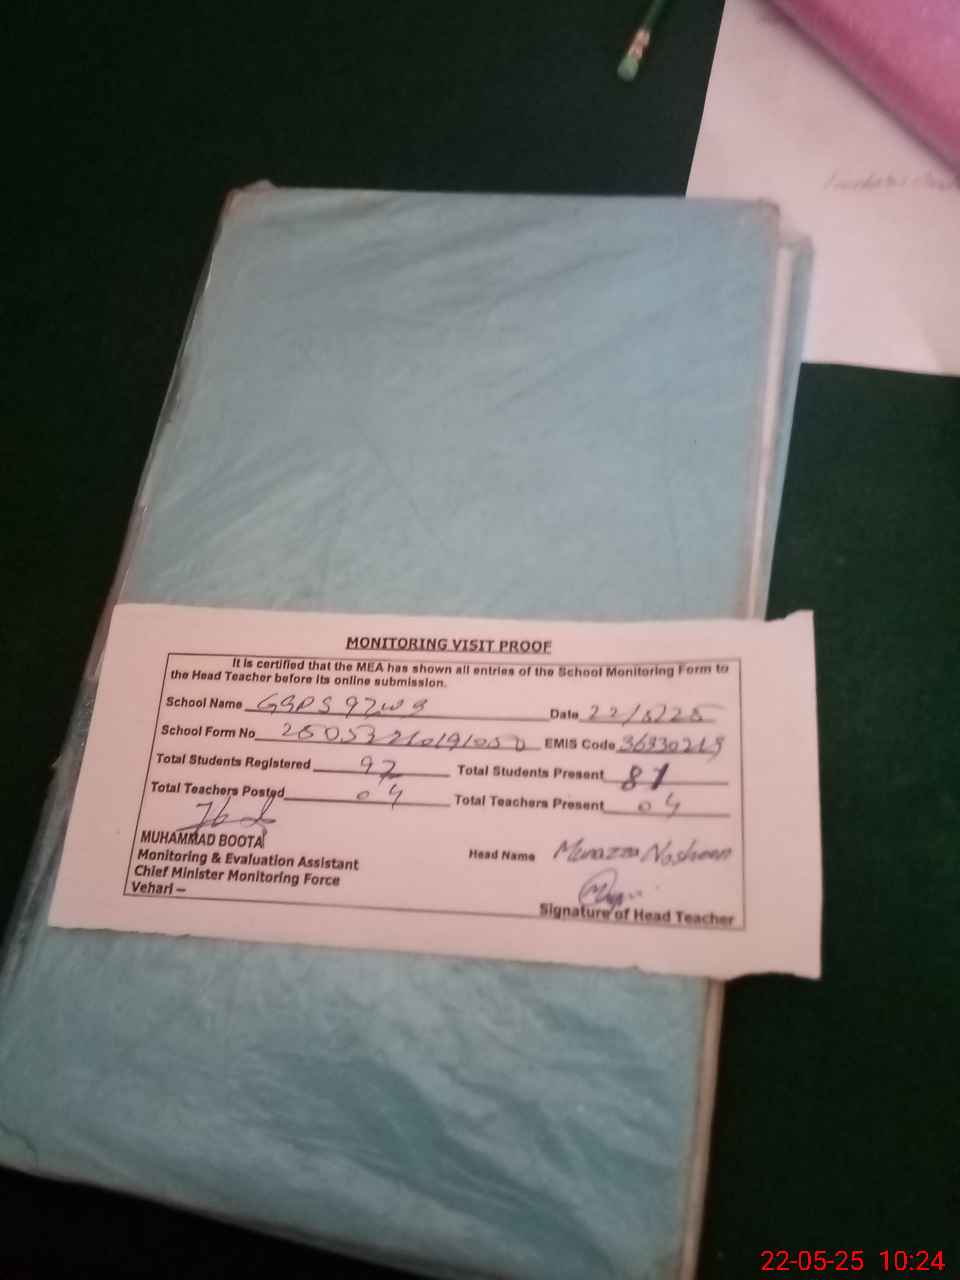 MONITORING VISIT PROOF
It is certified that the MEA has shown all entries of the School Monitoring Form to
the Head Teacher before its online submission.
School Name GGPS 97WB Date 22/5/25
School Form No EMIS Code 36330219
Total Students Registered 97 Total Students Present 81
Total Teachers Posted 04 Total Teachers Present 04
MUHAMMAD BOOTA
Monitoring & Evaluation Assistant
Chief Minister Monitoring Force
Vehari –
Head Name Munazza Nosheen
Signature of Head Teacher
22-05-25 10:24